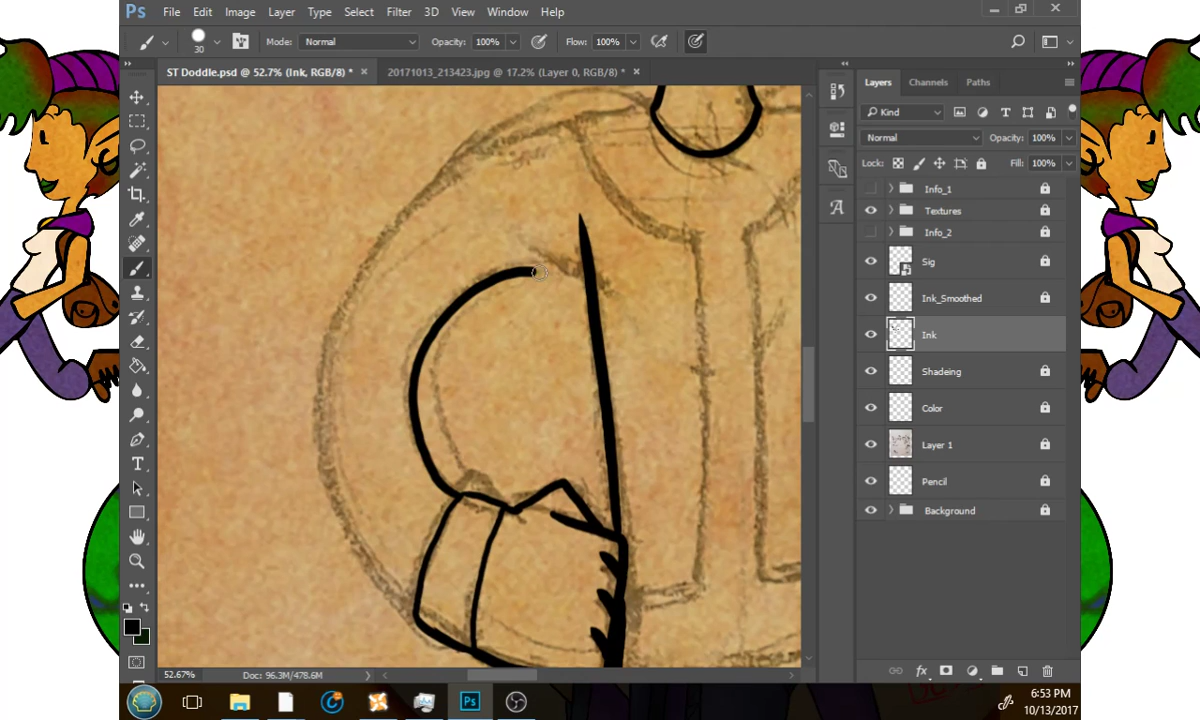 Ps File Edit Image Layer Type Select Filter 3D View Window Help
30 Mode: Normal Opacity: 100% Flow: 100%
ST Doddle.psd @ 52.7% (Ink, RGB/8) * × 20171013_213423.jpg @ 17.2% (Layer 0, RGB/8) * ×
Layers Channels Paths
Kind
Normal Opacity: 100%
Lock: Fill: 100%
Info_1
Textures
Info_2
Sig
Ink_Smoothed
Ink
Shadeing
Color
Layer 1
Pencil
Background
52.67% Doc: 96.3M/478.6M
Ps
6:53 PM
10/13/2017